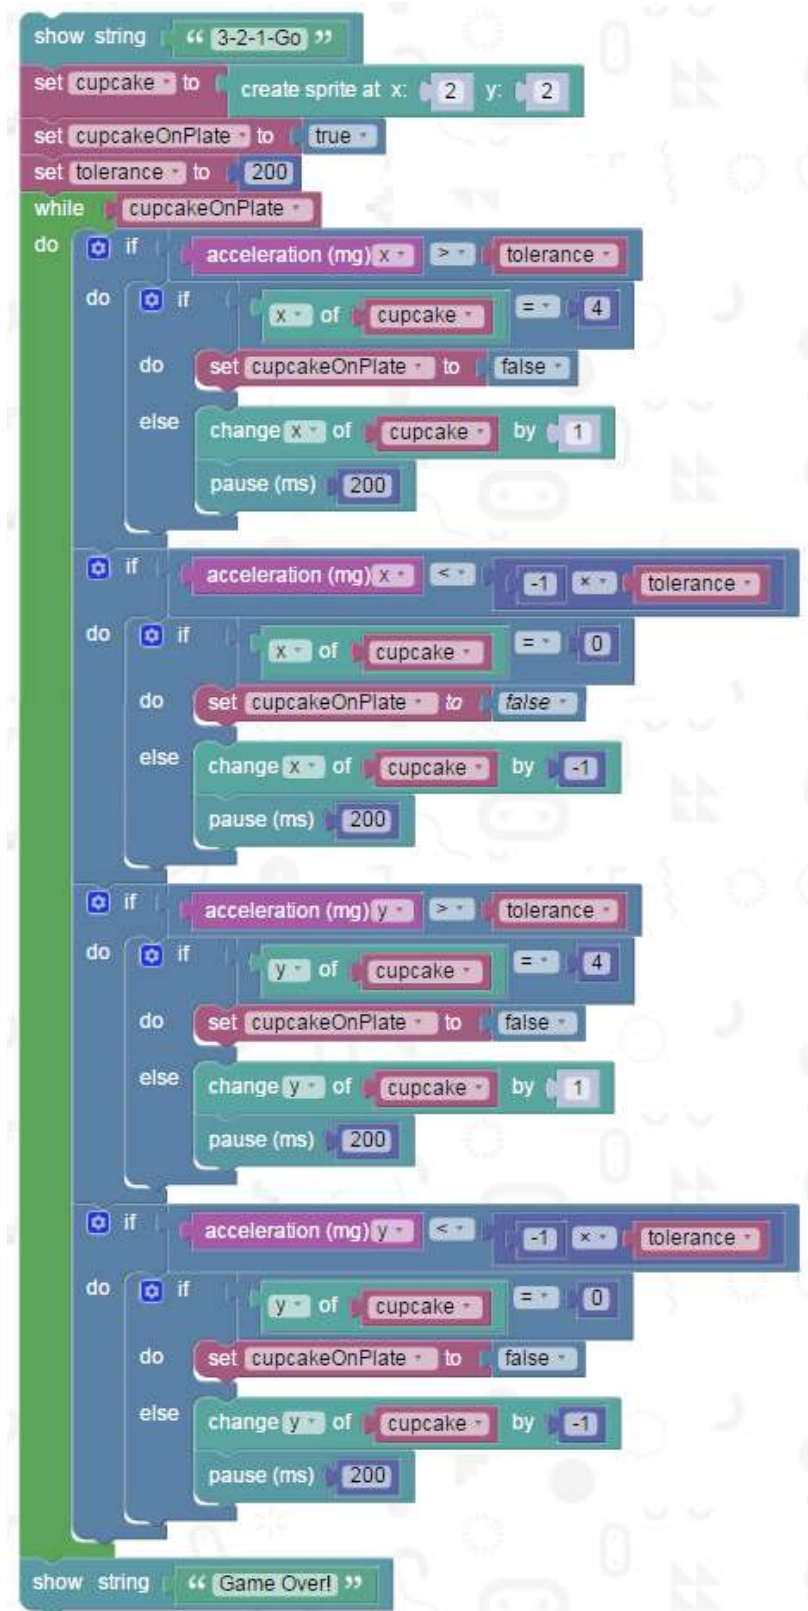 show string “ 3-2-1-Go ”
set cupcake to create sprite at x: 2 y: 2
set cupcakeOnPlate to true
set tolerance to 200
while cupcakeOnPlate
do if acceleration (mg) x > tolerance
do if x of cupcake = 4
do set cupcakeOnPlate to false
else change x of cupcake by 1
pause (ms) 200
if acceleration (mg) x < -1 × tolerance
do if x of cupcake = 0
do set cupcakeOnPlate to false
else change x of cupcake by -1
pause (ms) 200
if acceleration (mg) y > tolerance
do if y of cupcake = 4
do set cupcakeOnPlate to false
else change y of cupcake by 1
pause (ms) 200
if acceleration (mg) y < -1 × tolerance
do if y of cupcake = 0
do set cupcakeOnPlate to false
else change y of cupcake by -1
pause (ms) 200
show string “ Game Over! ”